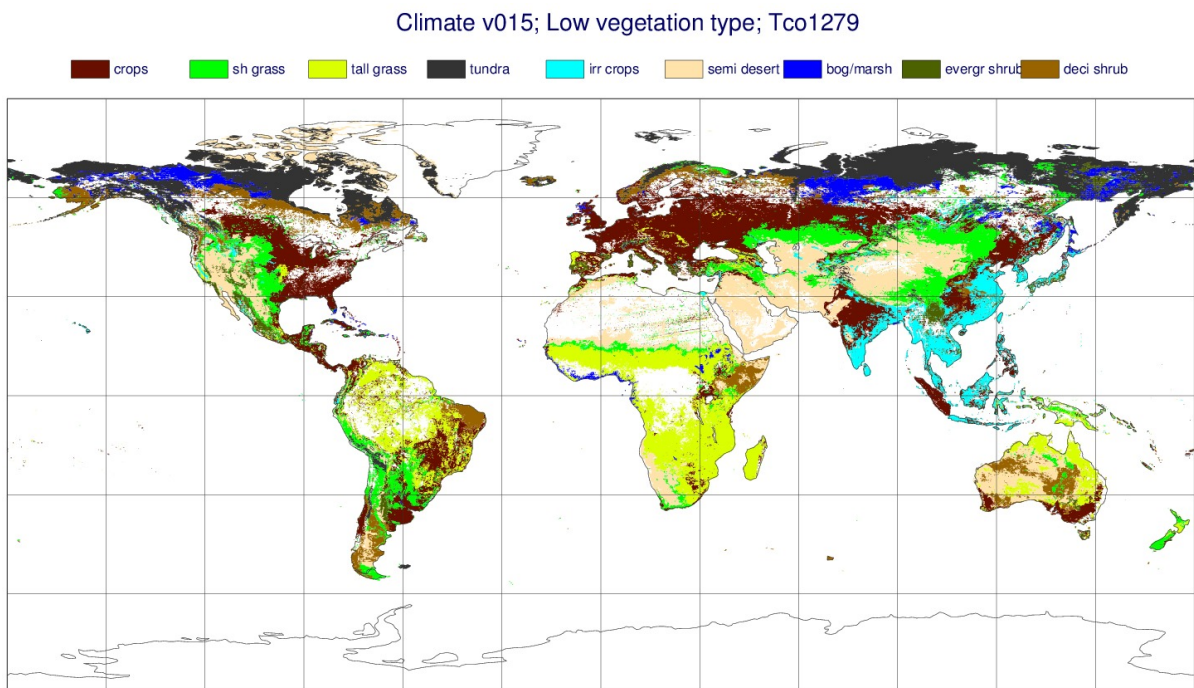 Climate v015; Low vegetation type; Tco1279
crops sh grass tall grass tundra irr crops semi desert bog/marsh evergr shrub deci shrub